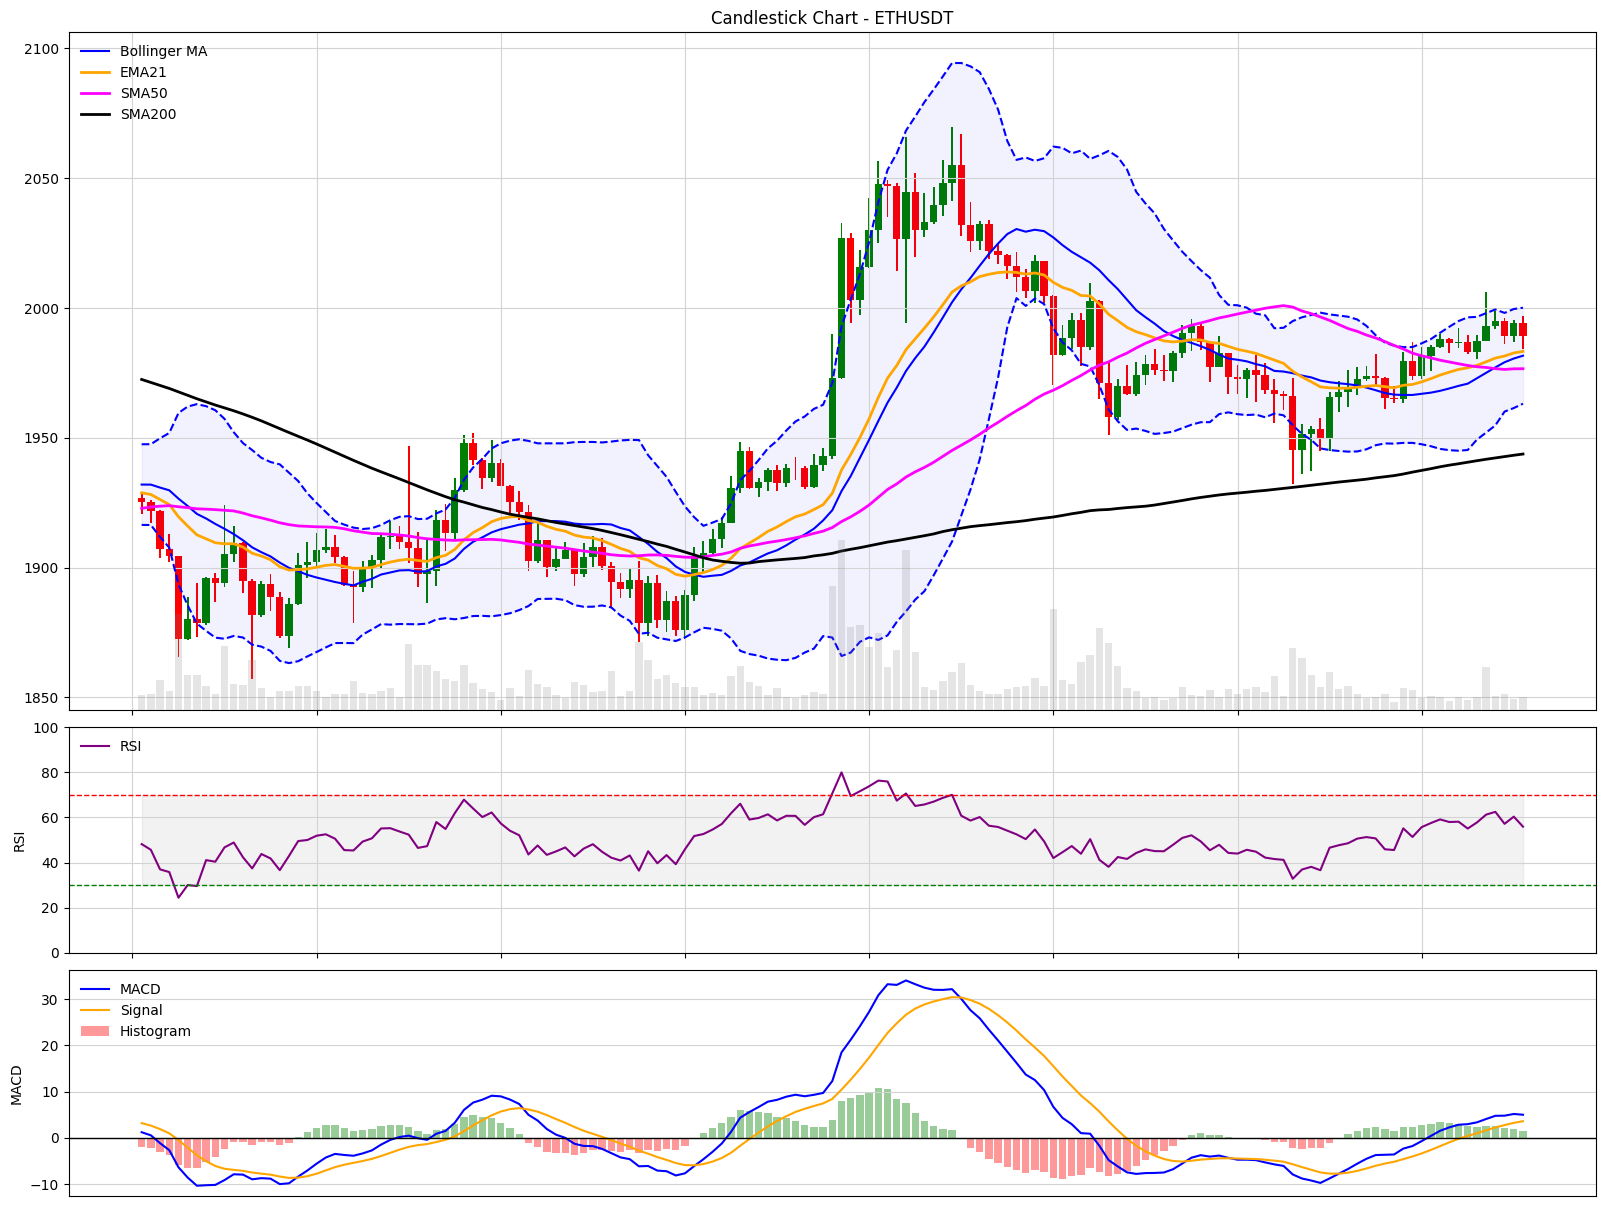 Candlestick Chart - ETHUSDT
Bollinger MA
EMA21
SMA50
SMA200
2100
2050
2000
1950
1900
1850
RSI
100
80
60
40
20
0
RSI
MACD
Signal
Histogram
30
20
10
0
−10
MACD